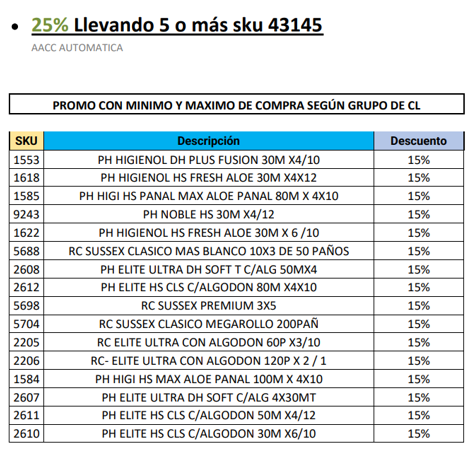 • 25% Llevando 5 o más sku 43145
AACC AUTOMATICA
PROMO CON MINIMO Y MAXIMO DE COMPRA SEGÚN GRUPO DE CL
SKU Descripción Descuento
1553 PH HIGIENOL DH PLUS FUSION 30M X4/10 15%
1618 PH HIGIENOL HS FRESH ALOE 30M X4X12 15%
1585 PH HIGI HS PANAL MAX ALOE PANAL 80M X 4X10 15%
9243 PH NOBLE HS 30M X4/12 15%
1622 PH HIGIENOL HS FRESH ALOE 30M X 6 /10 15%
5688 RC SUSSEX CLASICO MAS BLANCO 10X3 DE 50 PAÑOS 15%
2608 PH ELITE ULTRA DH SOFT T C/ALG 50MX4 15%
2612 PH ELITE HS CLS C/ALGODON 80M X4X10 15%
5698 RC SUSSEX PREMIUM 3X5 15%
5704 RC SUSSEX CLASICO MEGAROLLO 200PAÑ 15%
2205 RC ELITE ULTRA CON ALGODON 60P X3/10 15%
2206 RC- ELITE ULTRA CON ALGODON 120P X 2 / 1 15%
1584 PH HIGI HS MAX ALOE PANAL 100M X 4X10 15%
2607 PH ELITE ULTRA DH SOFT C/ALG 4X30MT 15%
2611 PH ELITE HS CLS C/ALGODON 50M X4/12 15%
2610 PH ELITE HS CLS C/ALGODON 30M X6/10 15%